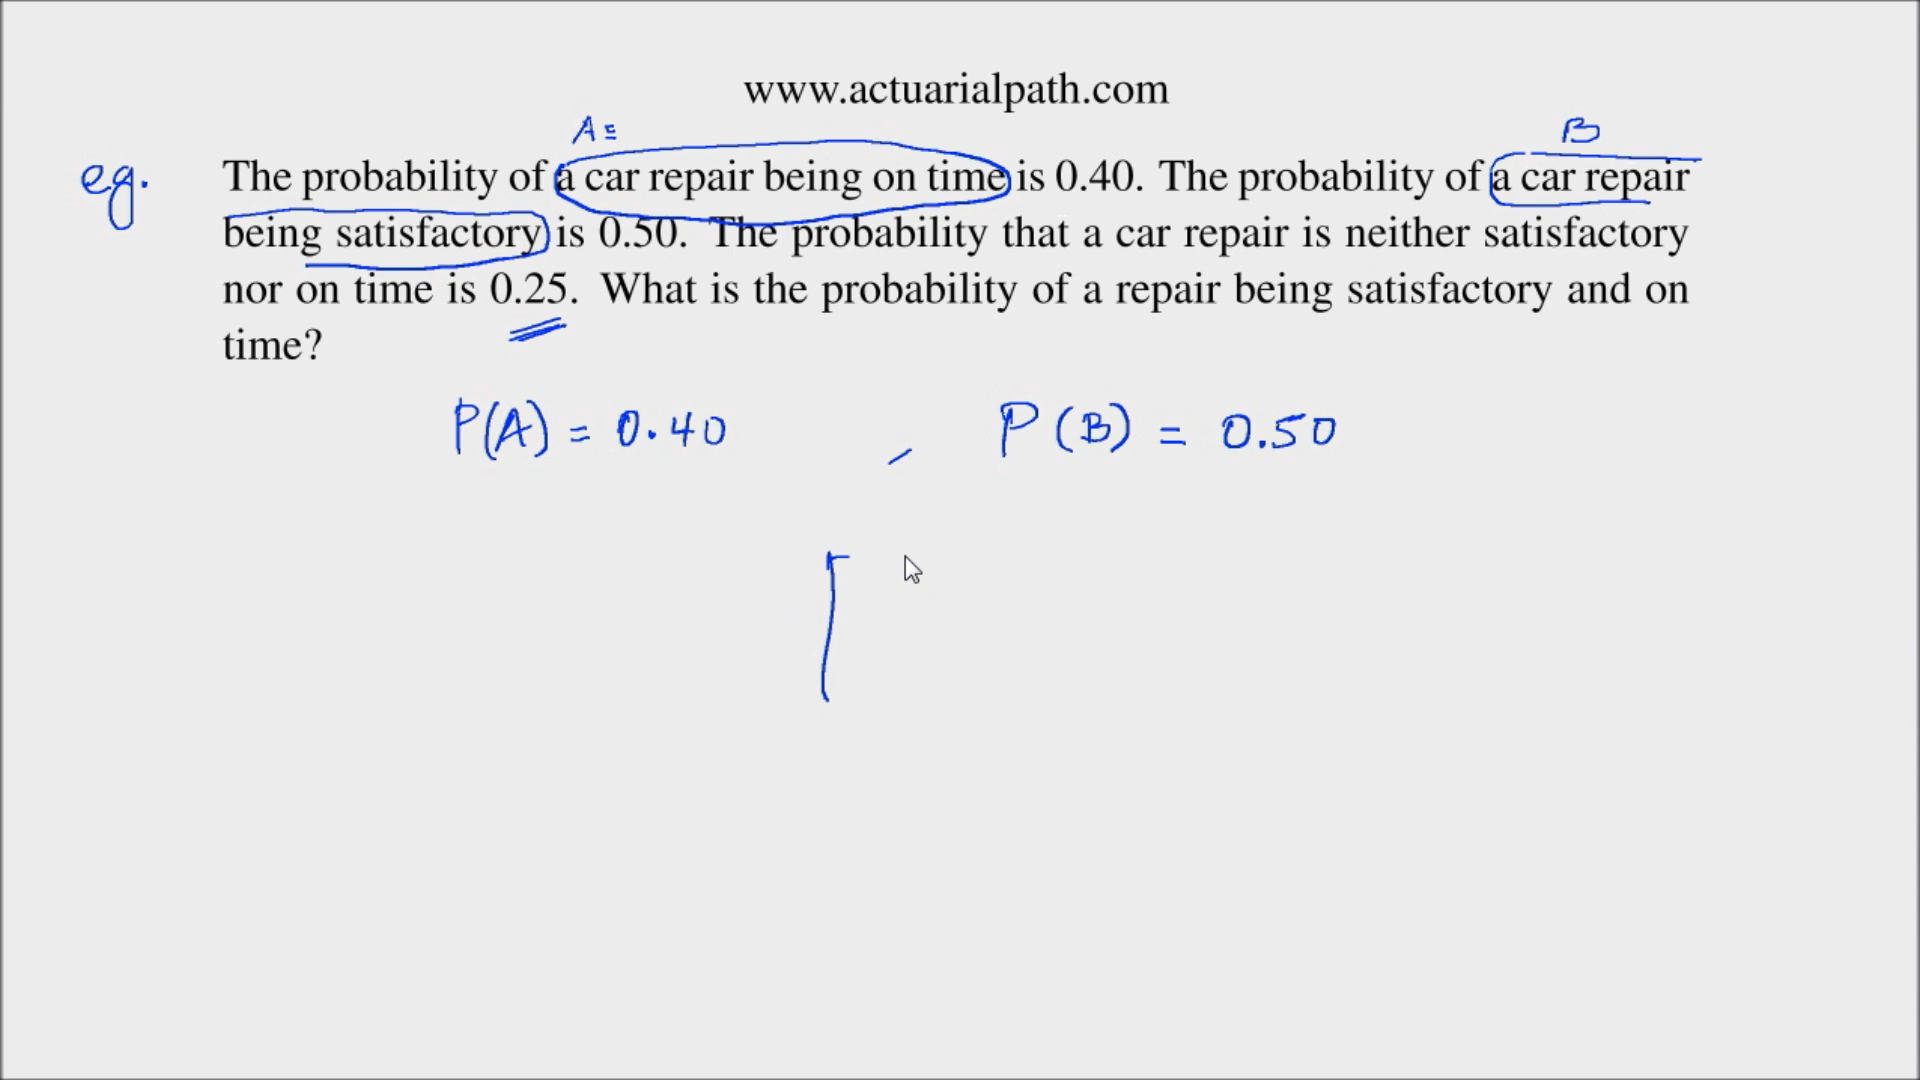 www.actuarialpath.com
A =
B
eg. The probability of a car repair being on time is 0.40. The probability of a car repair
being satisfactory is 0.50. The probability that a car repair is neither satisfactory
nor on time is 0.25. What is the probability of a repair being satisfactory and on
time?
P(A) = 0.40 , P(B) = 0.50